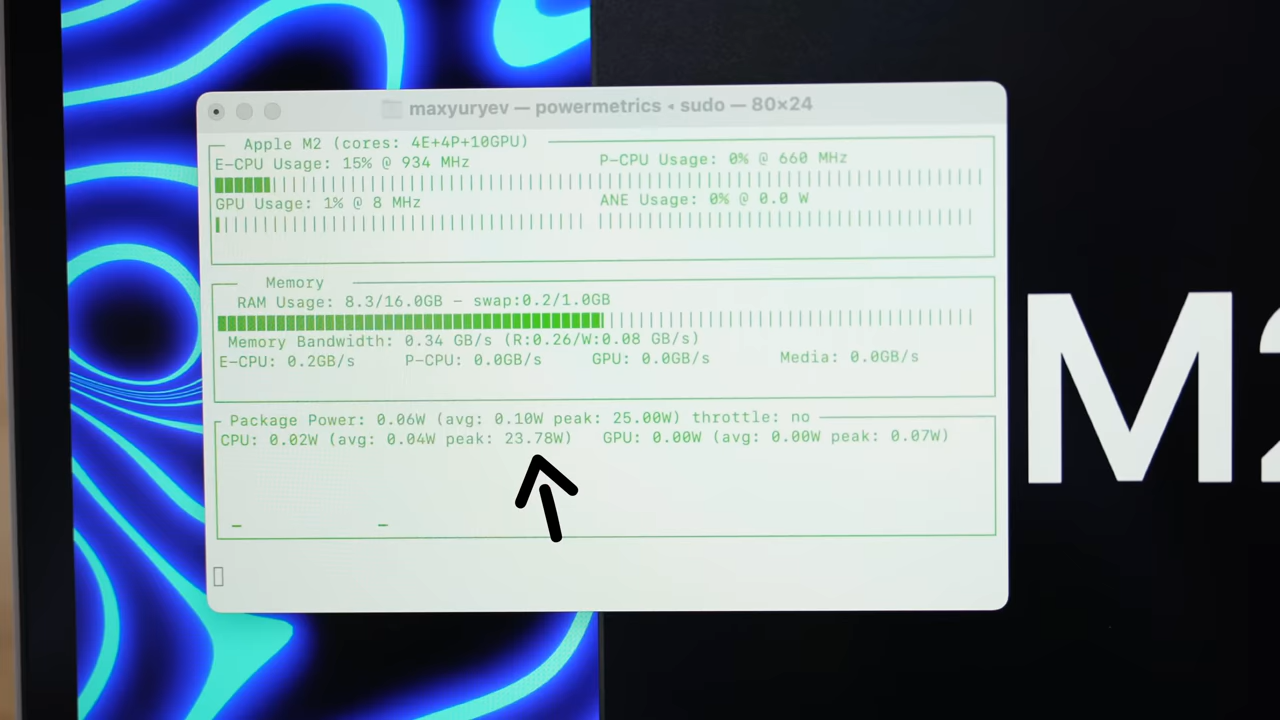 maxyuryev — powermetrics ◂ sudo — 80×24
Apple M2 (cores: 4E+4P+10GPU)
E-CPU Usage: 15% @ 934 MHz P-CPU Usage: 0% @ 660 MHz
GPU Usage: 1% @ 8 MHz ANE Usage: 0% @ 0.0 W
Memory
RAM Usage: 8.3/16.0GB - swap:0.2/1.0GB
Memory Bandwidth: 0.34 GB/s (R:0.26/W:0.08 GB/s)
E-CPU: 0.2GB/s P-CPU: 0.0GB/s GPU: 0.0GB/s Media: 0.0GB/s
Package Power: 0.06W (avg: 0.10W peak: 25.00W) throttle: no
CPU: 0.02W (avg: 0.04W peak: 23.78W) GPU: 0.00W (avg: 0.00W peak: 0.07W)
M2